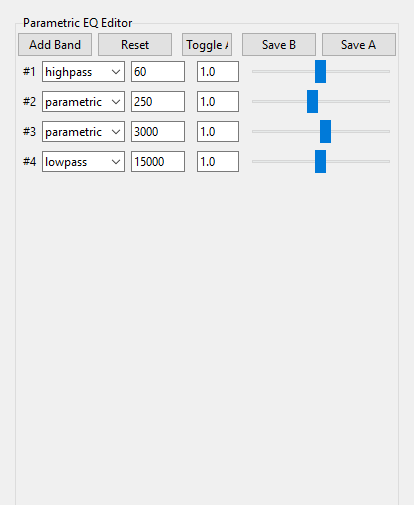 Parametric EQ Editor
Add Band Reset Toggle A Save B Save A
#1 highpass 60 1.0
#2 parametric 250 1.0
#3 parametric 3000 1.0
#4 lowpass 15000 1.0